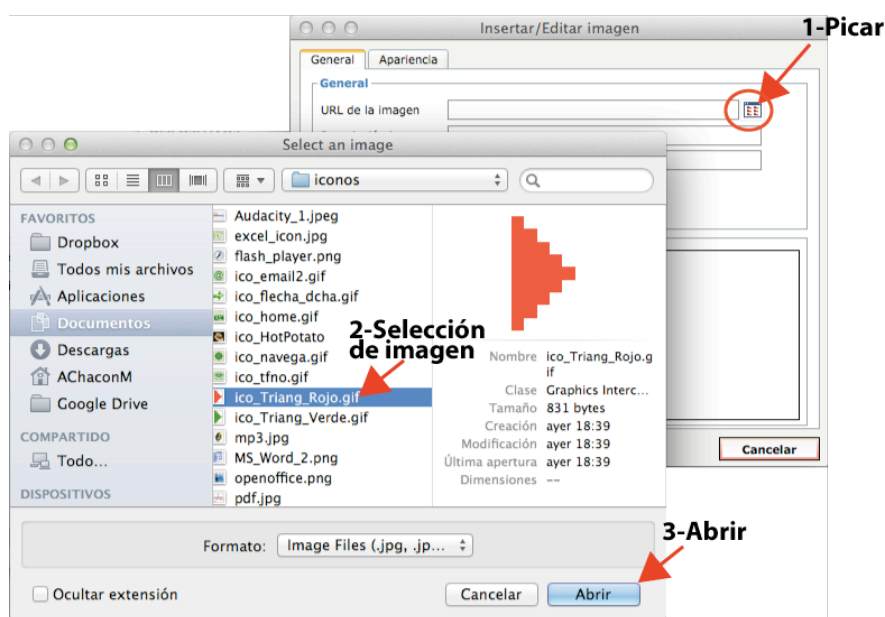 Insertar/Editar imagen
1-Picar
General
Apariencia
General
URL de la imagen
Select an image
iconos
FAVORITOS
Dropbox
Todos mis archivos
Aplicaciones
Documentos
Descargas
AChaconM
Google Drive
COMPARTIDO
Todo...
DISPOSITIVOS
Audacity_1.jpeg
excel_icon.jpg
flash_player.png
ico_email2.gif
ico_flecha_dcha.gif
ico_home.gif
ico_HotPotato
ico_navega.gif
ico_tfno.gif
ico_Triang_Rojo.gif
ico_Triang_Verde.gif
mp3.jpg
MS_Word_2.png
openoffice.png
pdf.jpg
2-Selección
de imagen
Nombre ico_Triang_Rojo.g
if
Clase Graphics Interc...
Tamaño 831 bytes
Creación ayer 18:39
Modificación ayer 18:39
Última apertura ayer 18:39
Dimensiones --
Cancelar
Formato: Image Files (.jpg, .jp...
3-Abrir
Ocultar extensión
Cancelar
Abrir